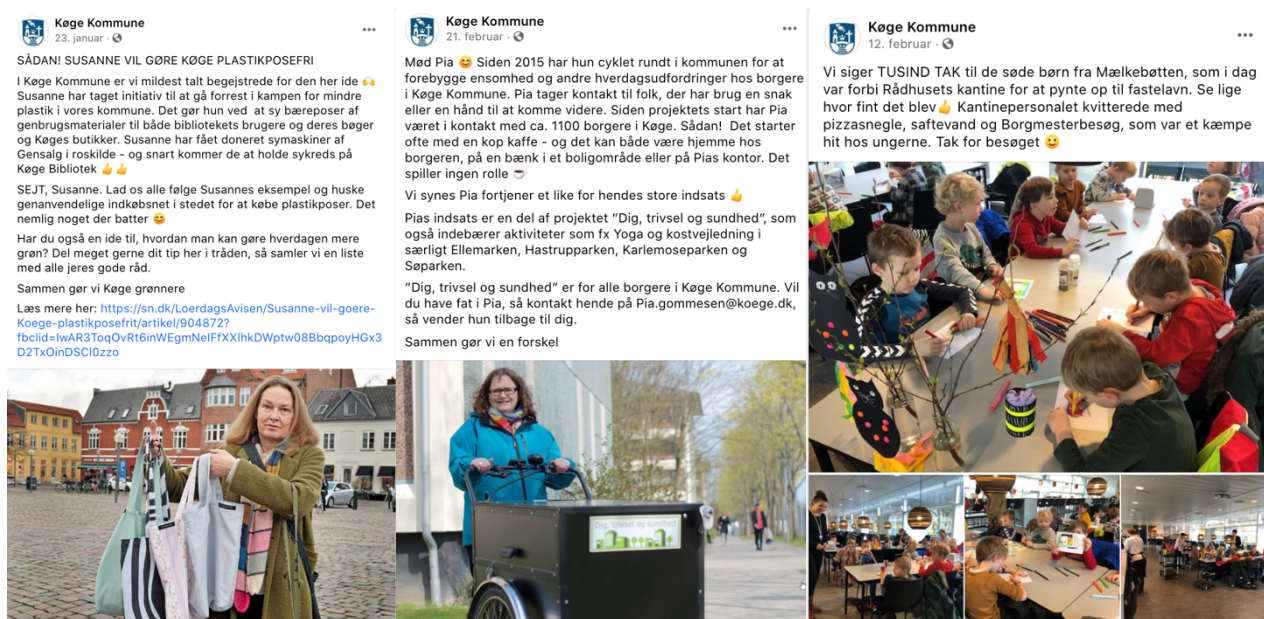 Køge Kommune
23. januar ·
SÅDAN! SUSANNE VIL GØRE KØGE PLASTIKPOSEFRI
I Køge Kommune er vi mildest talt begejstrede for den her ide 🙌
Susanne har taget initiativ til at gå forrest i kampen for mindre
plastik i vores kommune. Det gør hun ved at sy bæreposer af
genbrugsmaterialer til både bibliotekets brugere og deres bøger
og Køges butikker. Susanne har fået doneret symaskiner af
Gensalg i roskilde - og snart kommer de at holde sykreds på
Køge Bibliotek 👍👍
SEJT, Susanne. Lad os alle følge Susannes eksempel og huske
genanvendelige indkøbsnet i stedet for at købe plastikposer. Det
nemlig noget der batter 😊
Har du også en ide til, hvordan man kan gøre hverdagen mere
grøn? Del meget gerne dit tip her i tråden, så samler vi en liste
med alle jeres gode råd.
Sammen gør vi Køge grønnere
Læs mere her: https://sn.dk/LoerdagsAvisen/Susanne-vil-goere-
Koege-plastikposefrit/artikel/904872?
fbclid=IwAR3ToqOvRt6inWEgmNeIFfXXlhkDWptw08BbqpoyHGx3
D2TxOinDSCI0zzo
Køge Kommune
21. februar ·
Mød Pia 😊 Siden 2015 har hun cyklet rundt i kommunen for at
forebygge ensomhed og andre hverdagsudfordringer hos borgere
i Køge Kommune. Pia tager kontakt til folk, der har brug en snak
eller en hånd til at komme videre. Siden projektets start har Pia
været i kontakt med ca. 1100 borgere i Køge. Sådan! Det starter
ofte med en kop kaffe - og det kan både være hjemme hos
borgeren, på en bænk i et boligområde eller på Pias kontor. Det
spiller ingen rolle ☕
Vi synes Pia fortjener et like for hendes store indsats 👍
Pias indsats er en del af projektet ”Dig, trivsel og sundhed”, som
også indebærer aktiviteter som fx Yoga og kostvejledning i
særligt Ellemarken, Hastrupparken, Karlemoseparken og
Søparken.
”Dig, trivsel og sundhed” er for alle borgere i Køge Kommune. Vil
du have fat i Pia, så kontakt hende på Pia.gommesen@koege.dk,
så vender hun tilbage til dig.
Sammen gør vi en forskel
Dig, trivsel og sundhed
Køge Kommune
12. februar ·
Vi siger TUSIND TAK til de søde børn fra Mælkebøtten, som i dag
var forbi Rådhusets kantine for at pynte op til fastelavn. Se lige
hvor fint det blev👍 Kantinepersonalet kvitterede med
pizzasnegle, saftevand og Borgmesterbesøg, som var et kæmpe
hit hos ungerne. Tak for besøget 😃